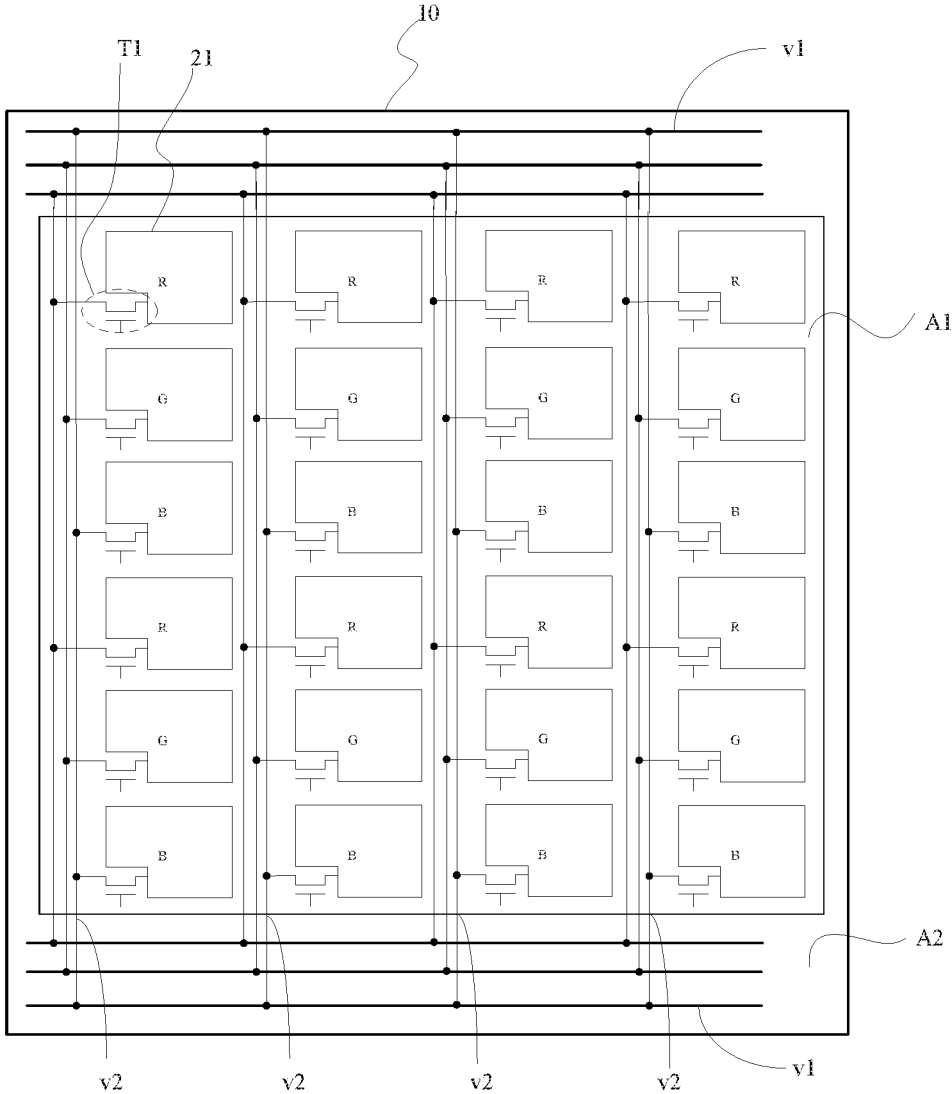 10
T1
21
v1
R R R R
A1
G G G G
B B B B
R R R R
G G G G
B B B B
A2
v2 v2 v2 v2 v1